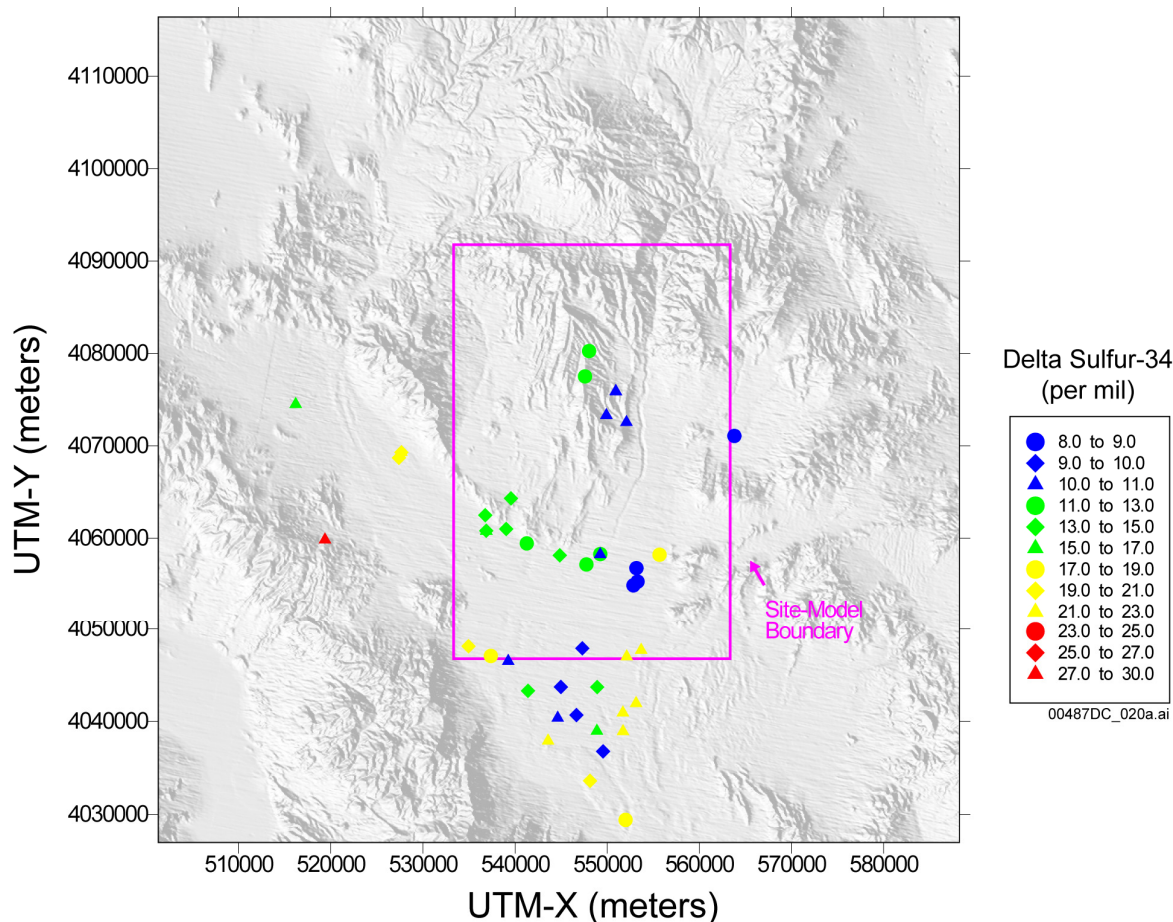 4110000
4100000
4090000
4080000
4070000
4060000
4050000
4040000
4030000
UTM-Y (meters)
510000 520000 530000 540000 550000 560000 570000 580000
UTM-X (meters)
Site-Model
Boundary
Delta Sulfur-34
(per mil)
8.0 to 9.0
9.0 to 10.0
10.0 to 11.0
11.0 to 13.0
13.0 to 15.0
15.0 to 17.0
17.0 to 19.0
19.0 to 21.0
21.0 to 23.0
23.0 to 25.0
25.0 to 27.0
27.0 to 30.0
00487DC_020a.ai